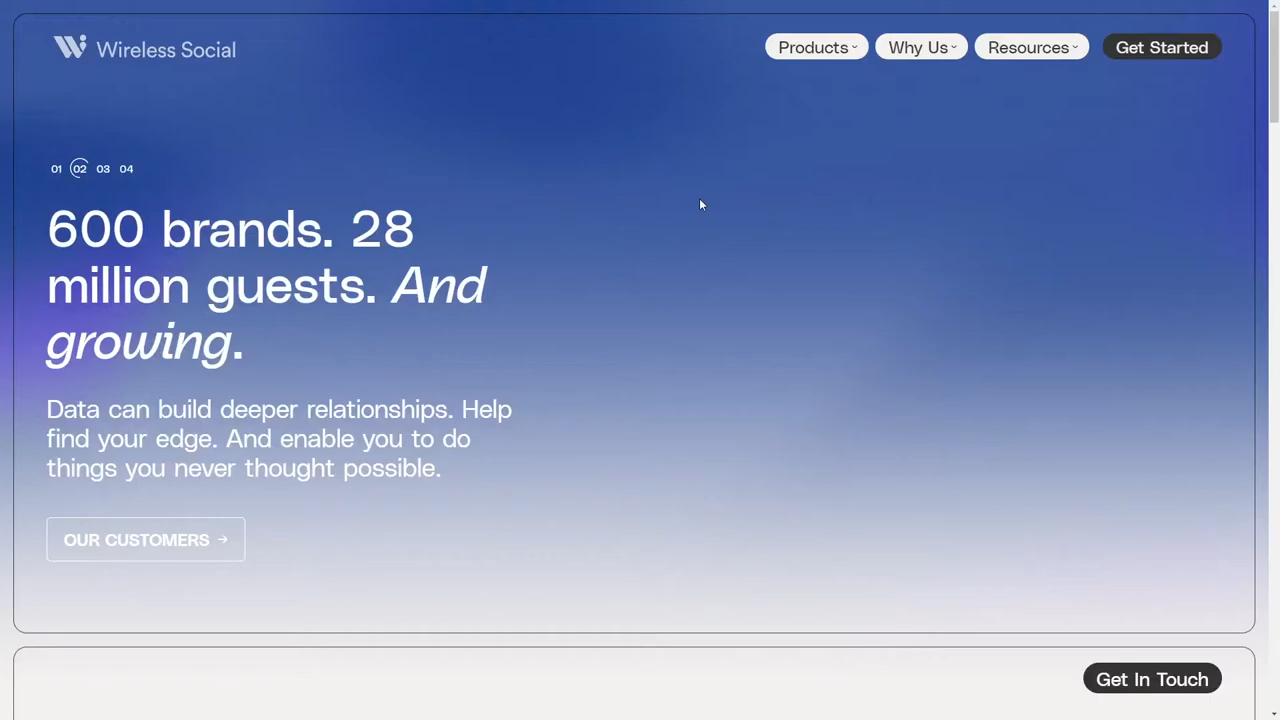 Wireless Social
Products
Why Us
Resources
Get Started
01 02 03 04
600 brands. 28
million guests. And
growing.
Data can build deeper relationships. Help
find your edge. And enable you to do
things you never thought possible.
OUR CUSTOMERS →
Get In Touch